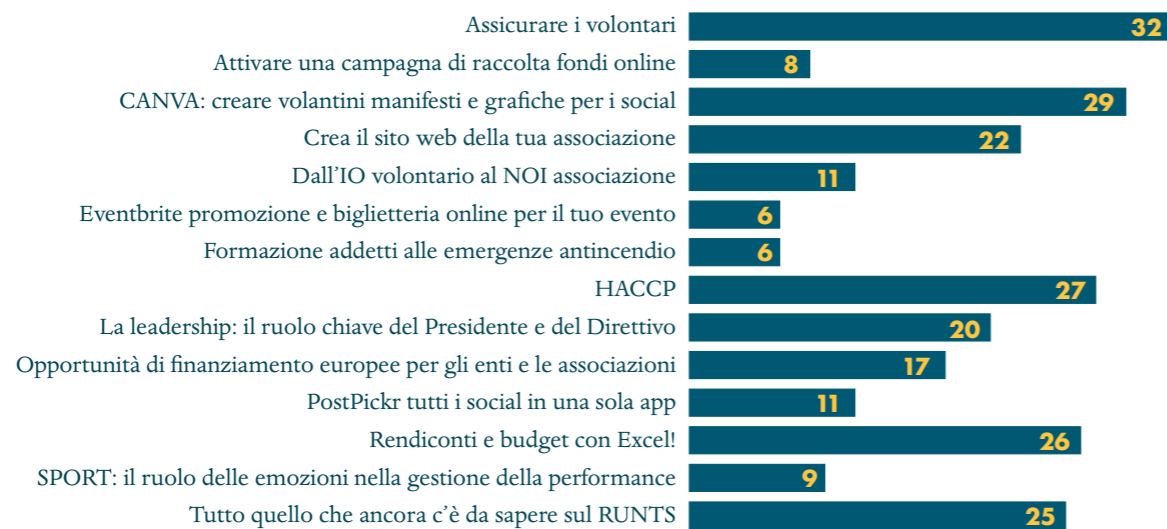 Assicurare i volontari 32
Attivare una campagna di raccolta fondi online 8
CANVA: creare volantini manifesti e grafiche per i social 29
Crea il sito web della tua associazione 22
Dall'IO volontario al NOI associazione 11
Eventbrite promozione e biglietteria online per il tuo evento 6
Formazione addetti alle emergenze antincendio 6
HACCP 27
La leadership: il ruolo chiave del Presidente e del Direttivo 20
Opportunità di finanziamento europee per gli enti e le associazioni 17
PostPickr tutti i social in una sola app 11
Rendiconti e budget con Excel! 26
SPORT: il ruolo delle emozioni nella gestione della performance 9
Tutto quello che ancora c'è da sapere sul RUNTS 25